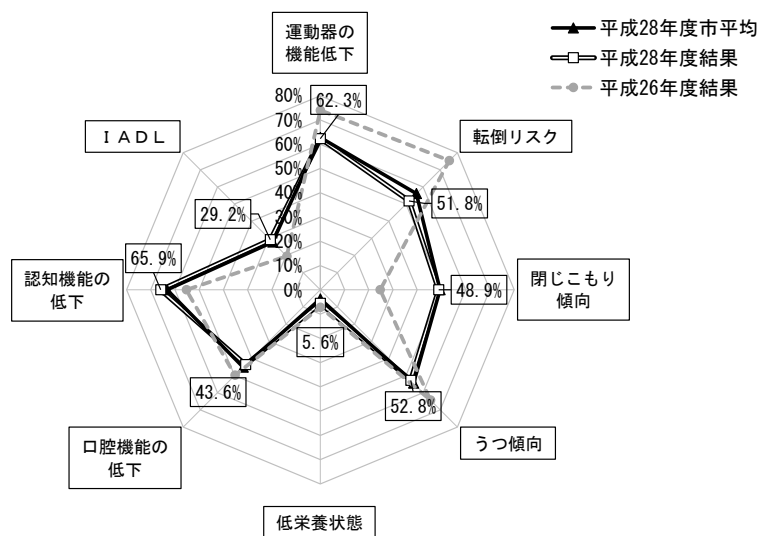 運動器の
機能低下
平成28年度市平均
平成28年度結果
平成26年度結果
80%
70%
60%
50%
40%
30%
20%
10%
0%
62.3%
転倒リスク
51.8%
閉じこもり
傾向
48.9%
うつ傾向
52.8%
低栄養状態
5.6%
口腔機能の
低下
43.6%
認知機能の
低下
65.9%
ＩＡＤＬ
29.2%